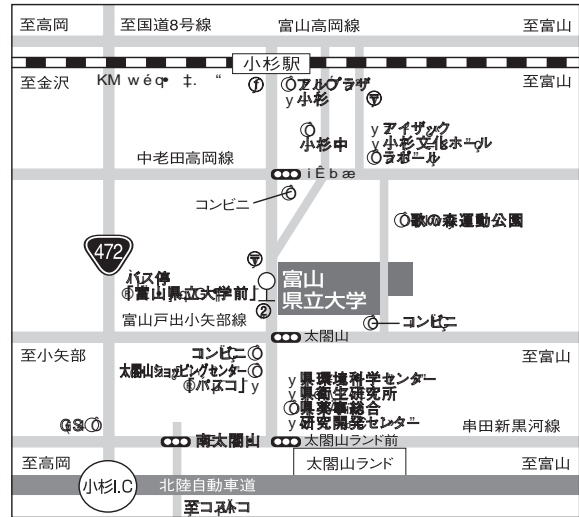 至高岡 至国道8号線 富山高岡線 至富山
小杉駅
至金沢 至富山
アルプラザ
小杉
小杉中
アイザック
小杉文化ホール
ラポール
中老田高岡線
コンビニ
歌の森運動公園
472
バス停
「富山県立大学前」
富山
県立大学
②
富山戸出小矢部線
コンビニ
太閤山
至小矢部
コンビニ
太閤山ショッピングセンター
「パスコ」
至富山
県環境科学センター
県衛生研究所
県薬事総合
研究開発センター
GS
南太閤山
太閤山ランド前
串田新黒河線
至高岡
太閤山ランド
至富山
小杉I.C
北陸自動車道
至コストコ